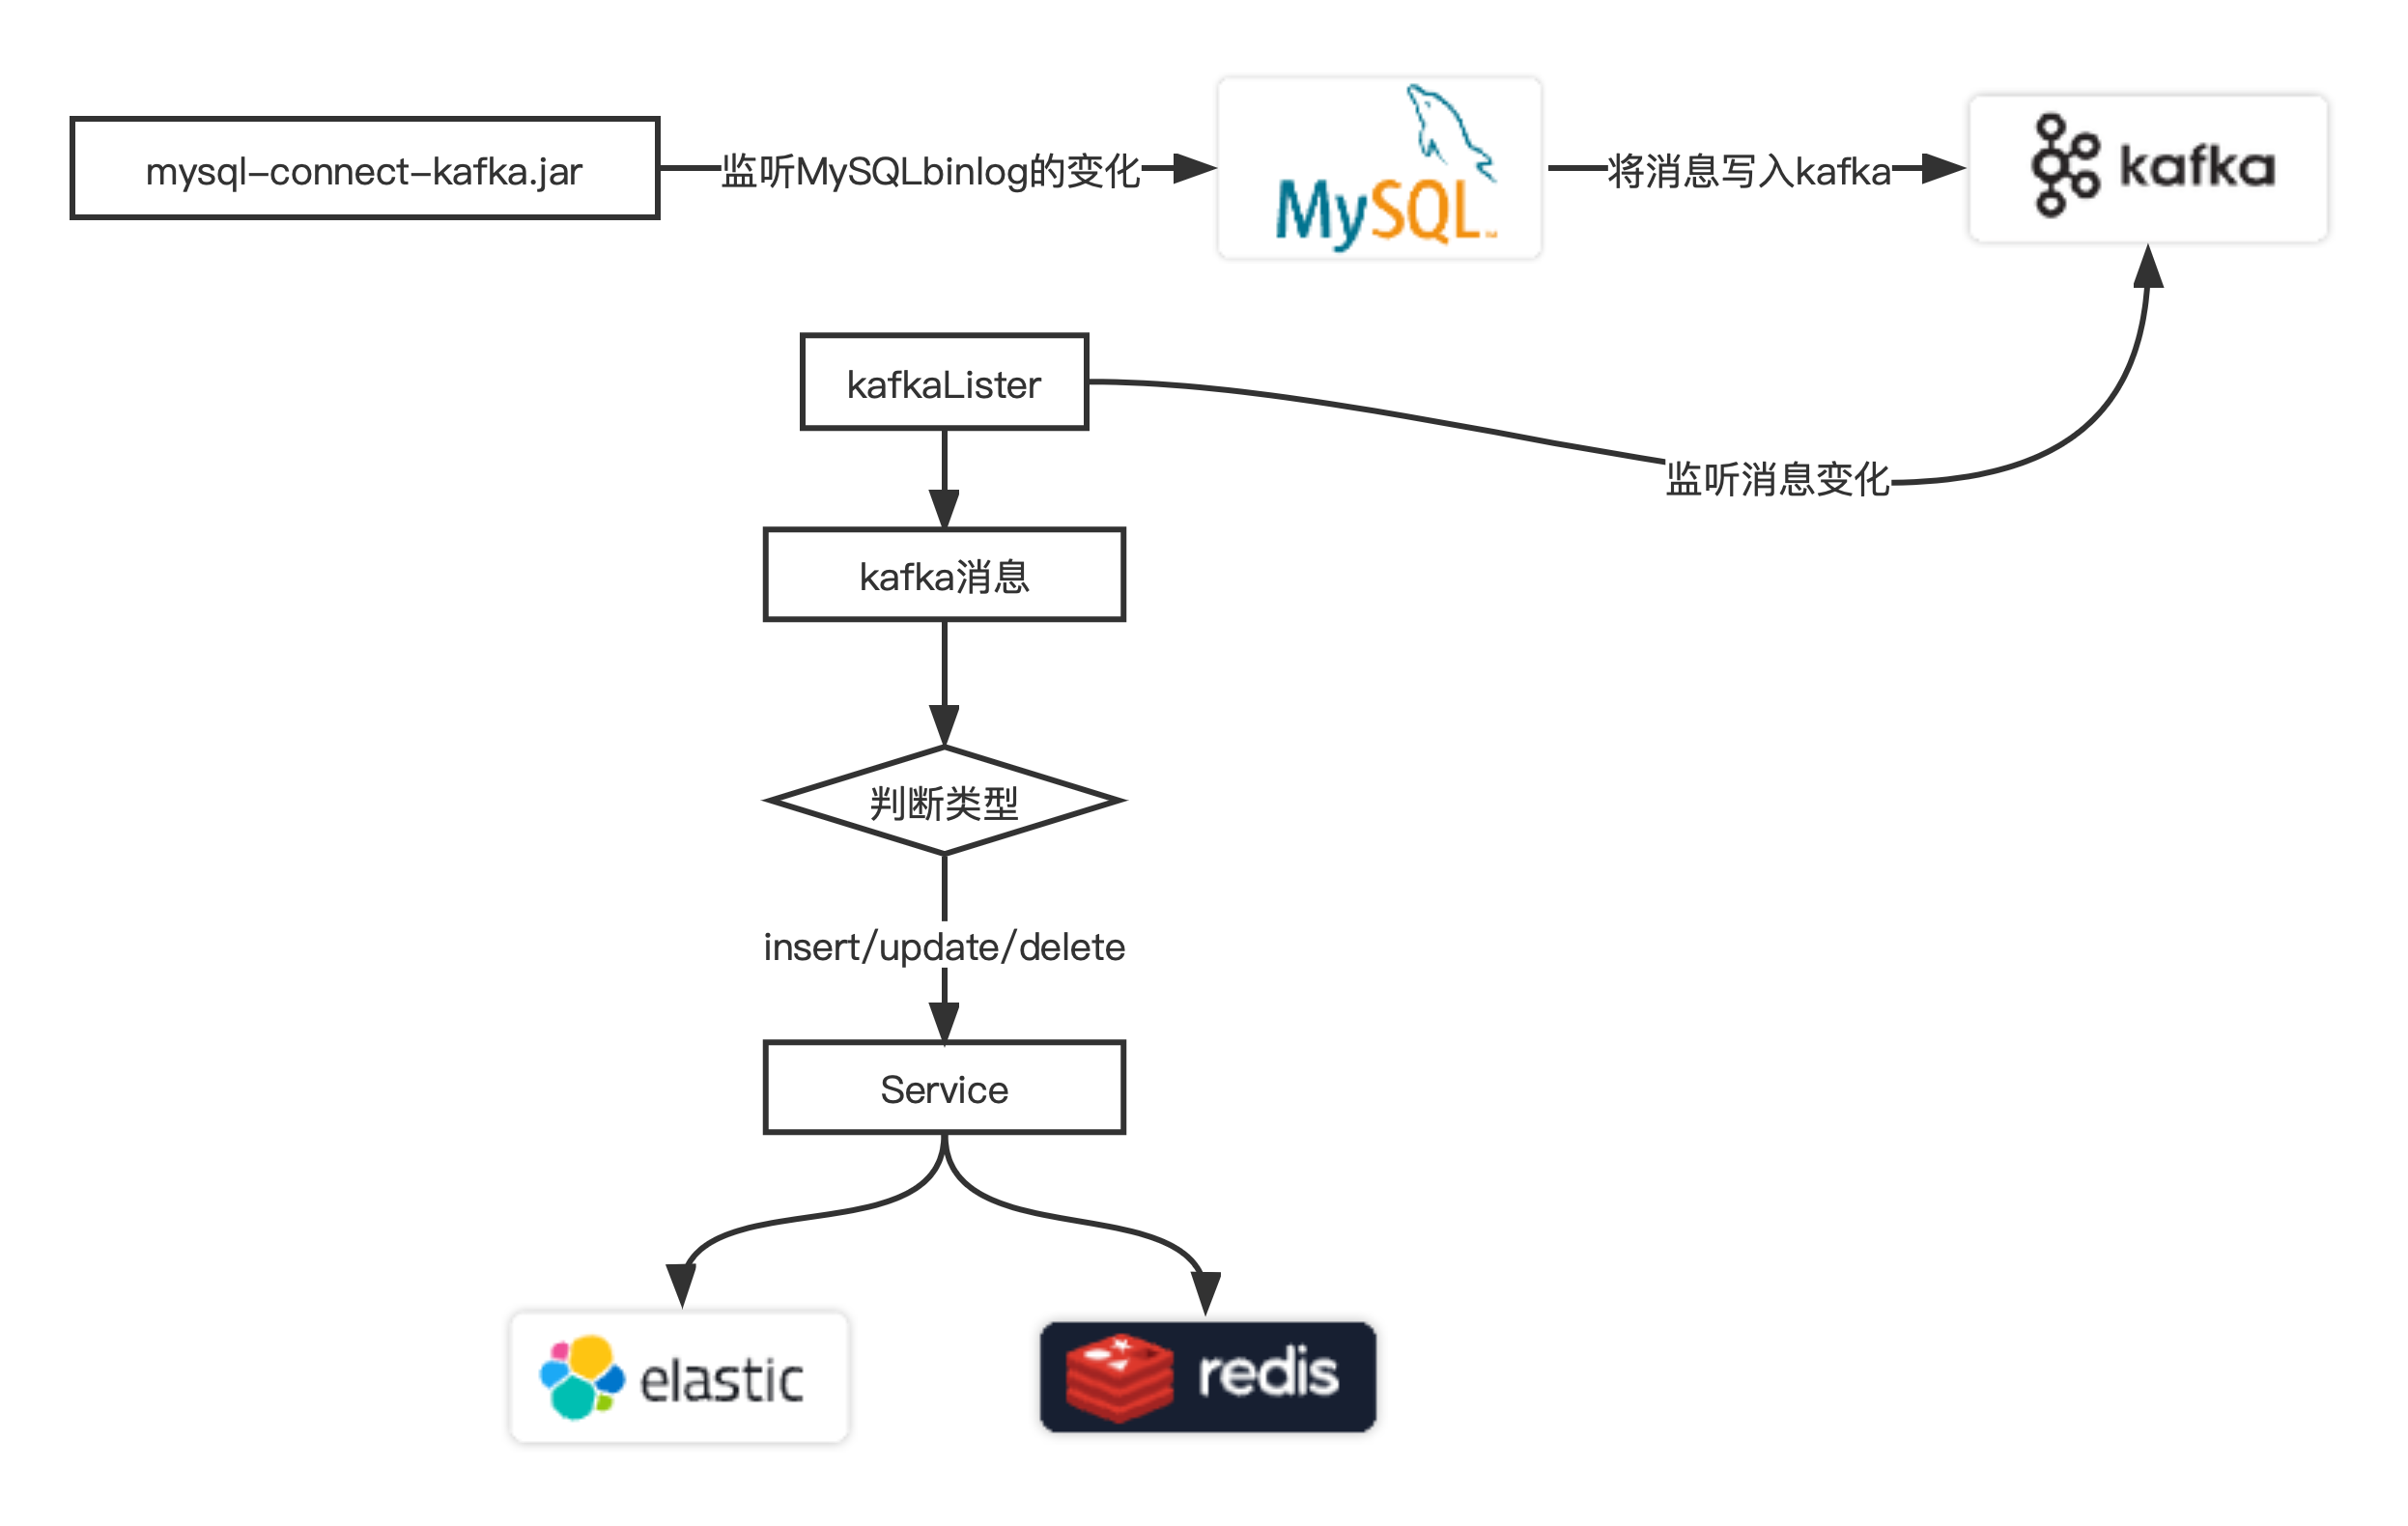 mysql-connect-kafka.jar
监听MySQLbinlog的变化
MySQL™
将消息写入kafka
kafka
kafkaLister
监听消息变化
kafka消息
判断类型
insert/update/delete
Service
elastic
redis